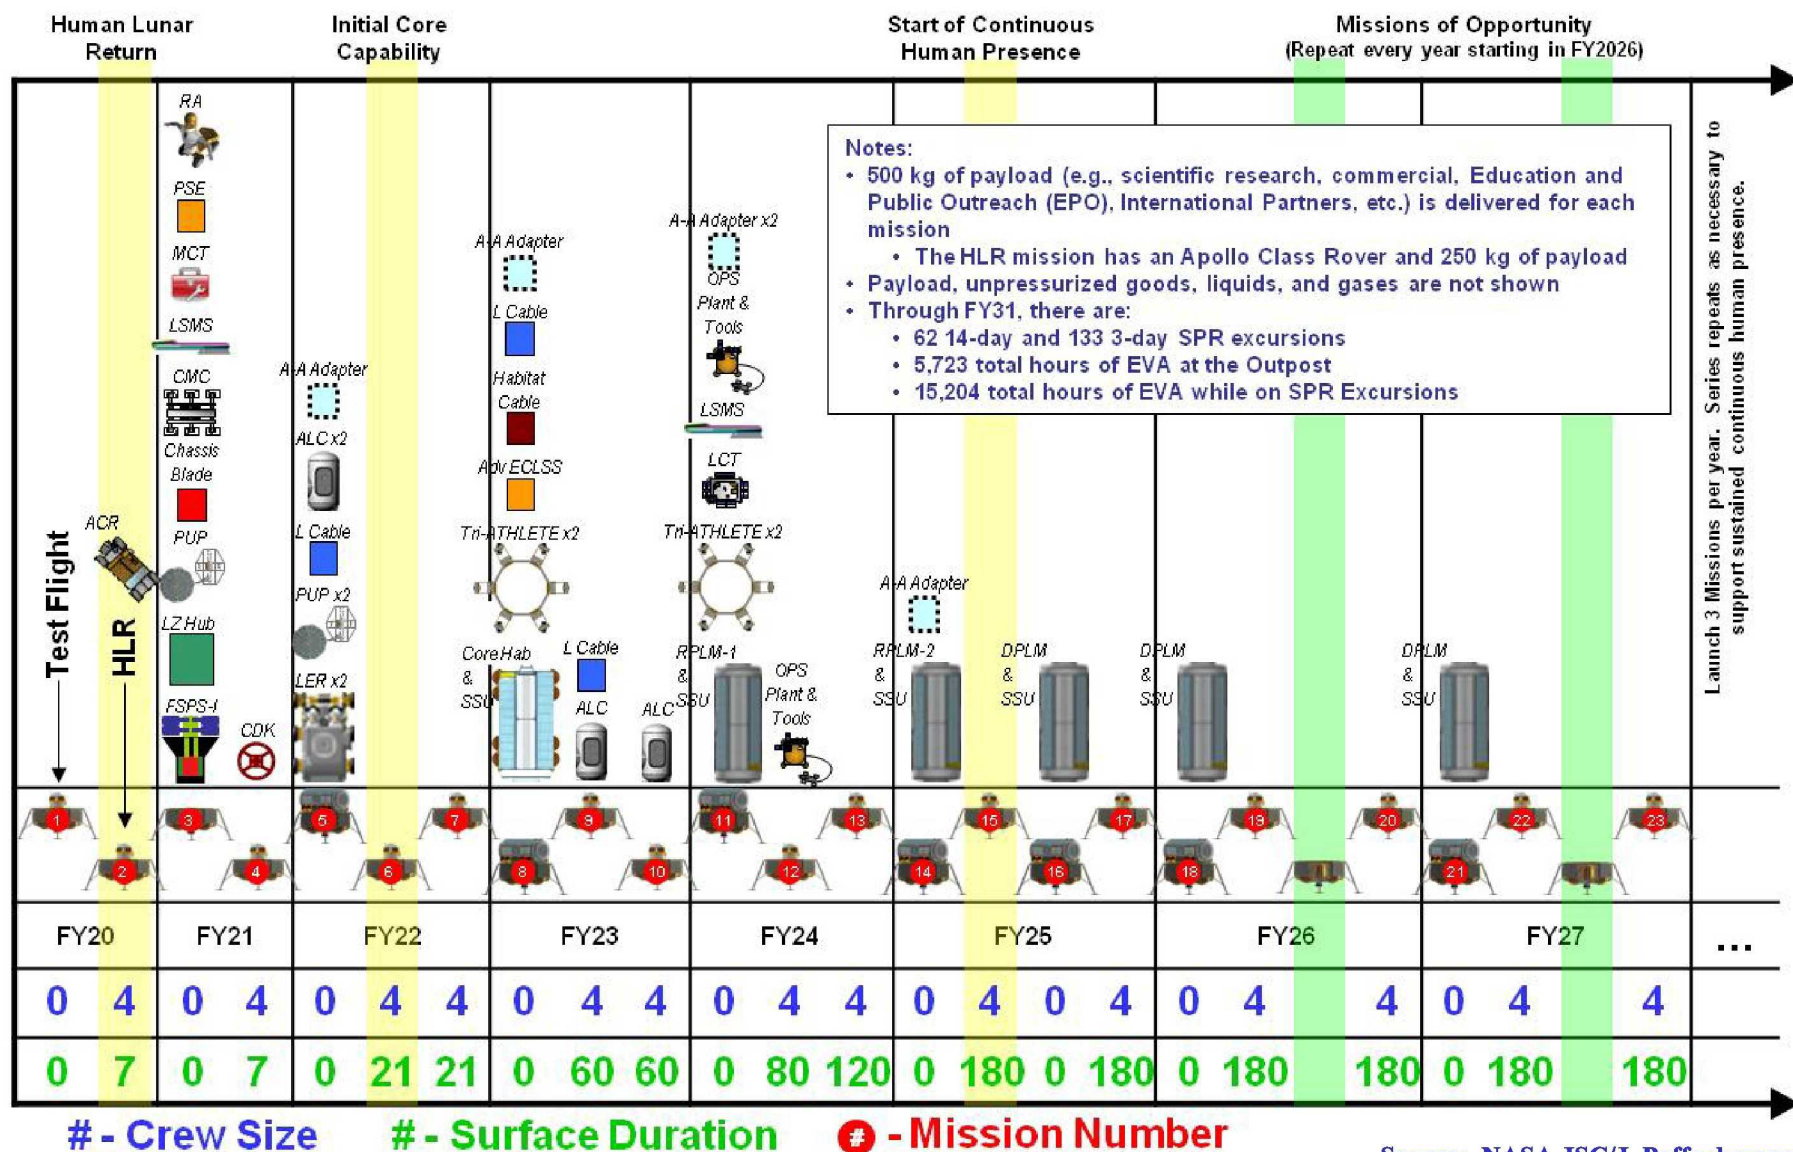 Human Lunar
Return
Initial Core
Capability
Start of Continuous
Human Presence
Missions of Opportunity
(Repeat every year starting in FY2026)
Test Flight
HLR
ACR
RA
PSE
MCT
LSMS
CMC
Chassis
Blade
PUP
LZ Hub
FSPS-I
CDK
A-A Adapter
ALC x2
L Cable
PUP x2
LER x2
A-A Adapter
L Cable
Habitat
Cable
Adv ECLSS
Tri-ATHLETE x2
Core Hab
&
SSU
L Cable
ALC
ALC
A-A Adapter x2
OPS
Plant &
Tools
LSMS
LCT
Tri-ATHLETE x2
RPLM-1
&
SSU
OPS
Plant &
Tools
A-A Adapter
RPLM-2
&
SSU
DPLM
&
SSU
DPLM
&
SSU
DPLM
&
SSU
Notes:
• 500 kg of payload (e.g., scientific research, commercial, Education and
Public Outreach (EPO), International Partners, etc.) is delivered for each
mission
• The HLR mission has an Apollo Class Rover and 250 kg of payload
• Payload, unpressurized goods, liquids, and gases are not shown
• Through FY31, there are:
• 62 14-day and 133 3-day SPR excursions
• 5,723 total hours of EVA at the Outpost
• 15,204 total hours of EVA while on SPR Excursions
Launch 3 Missions per year. Series repeats as necessary to
support sustained continuous human presence.
1 3 5 7 9 11 13 15 17 19 20 22 23
2 4 6 8 10 12 14 16 18 21
FY20 FY21 FY22 FY23 FY24 FY25 FY26 FY27 ...
0 4 0 4 0 4 4 0 4 4 0 4 4 0 4 0 4 0 4 4 0 4 4
0 7 0 7 0 21 21 0 60 60 0 80 120 0 180 0 180 0 180 180 0 180 180
# - Crew Size # - Surface Duration # - Mission Number